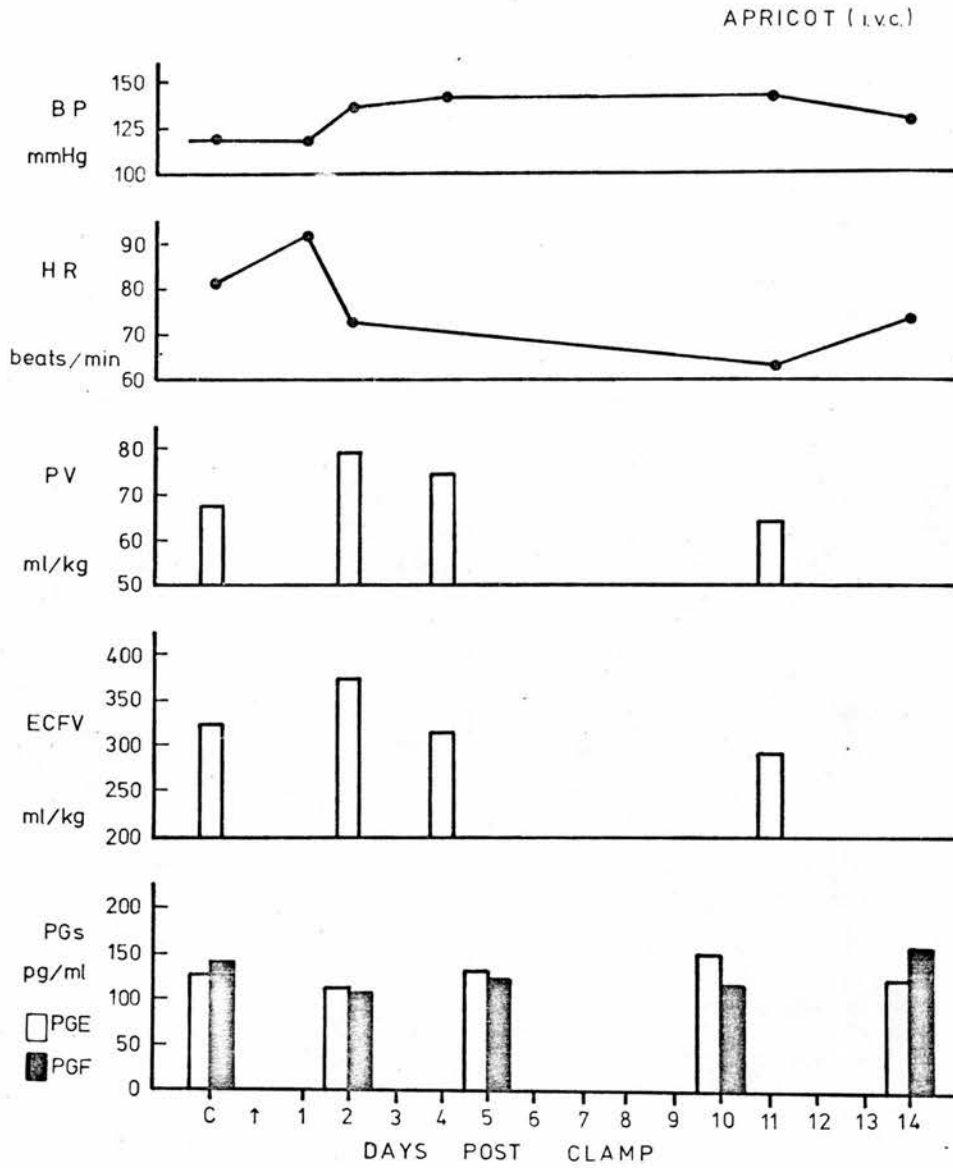 APRICOT (I.V.C.)
BP
mmHg
150
125
100
HR
beats/min
90
80
70
60
PV
ml/kg
80
70
60
50
ECFV
ml/kg
400
350
300
250
200
PGs
pg/ml
PGE
PGF
200
150
100
50
0
C ↑ 1 2 3 4 5 6 7 8 9 10 11 12 13 14
DAYS POST CLAMP